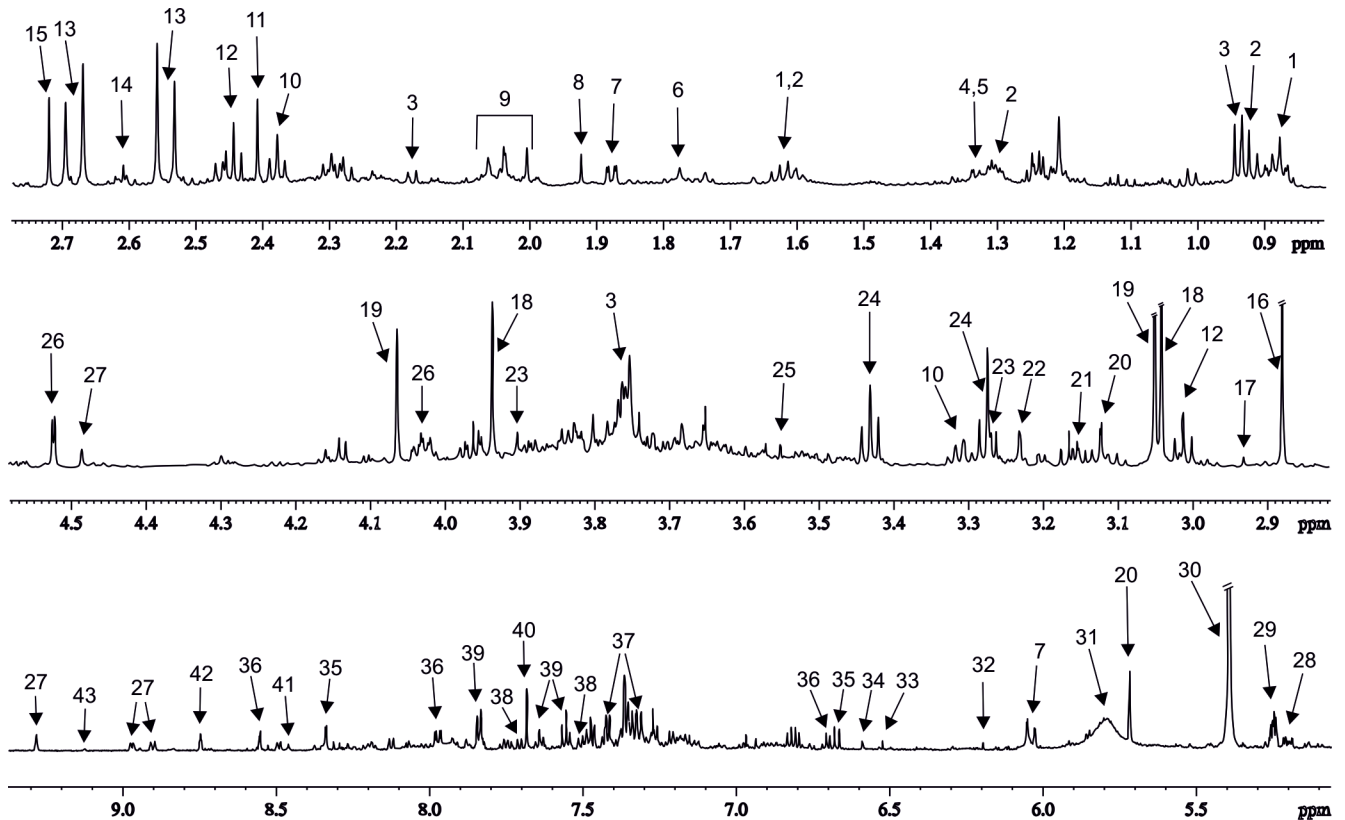 15 13 14 13 12 11 10 3 9 8 7 6 1,2 4,5 2 3 2 1
2.7 2.6 2.5 2.4 2.3 2.2 2.1 2.0 1.9 1.8 1.7 1.6 1.5 1.4 1.3 1.2 1.1 1.0 0.9 ppm
26 27 19 26 18 23 3 25 24 24 10 23 22 21 20 19 18 12 17 16
4.5 4.4 4.3 4.2 4.1 4.0 3.9 3.8 3.7 3.6 3.5 3.4 3.3 3.2 3.1 3.0 2.9 ppm
27 43 27 42 36 41 35 36 39 38 40 39 38 37 36 35 34 33 32 7 31 20 30 29 28
9.0 8.5 8.0 7.5 7.0 6.5 6.0 5.5 ppm